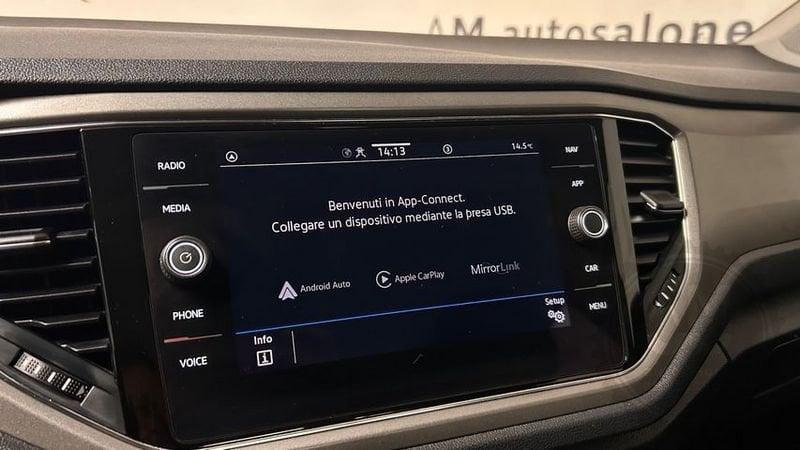 AM autosalone
RADIO
MEDIA
PHONE
VOICE
14:13
3
14.5°C
Benvenuti in App-Connect.
Collegare un dispositivo mediante la presa USB.
Android Auto
Apple CarPlay
MirrorLink
Setup
Info
NAV
APP
CAR
MENU